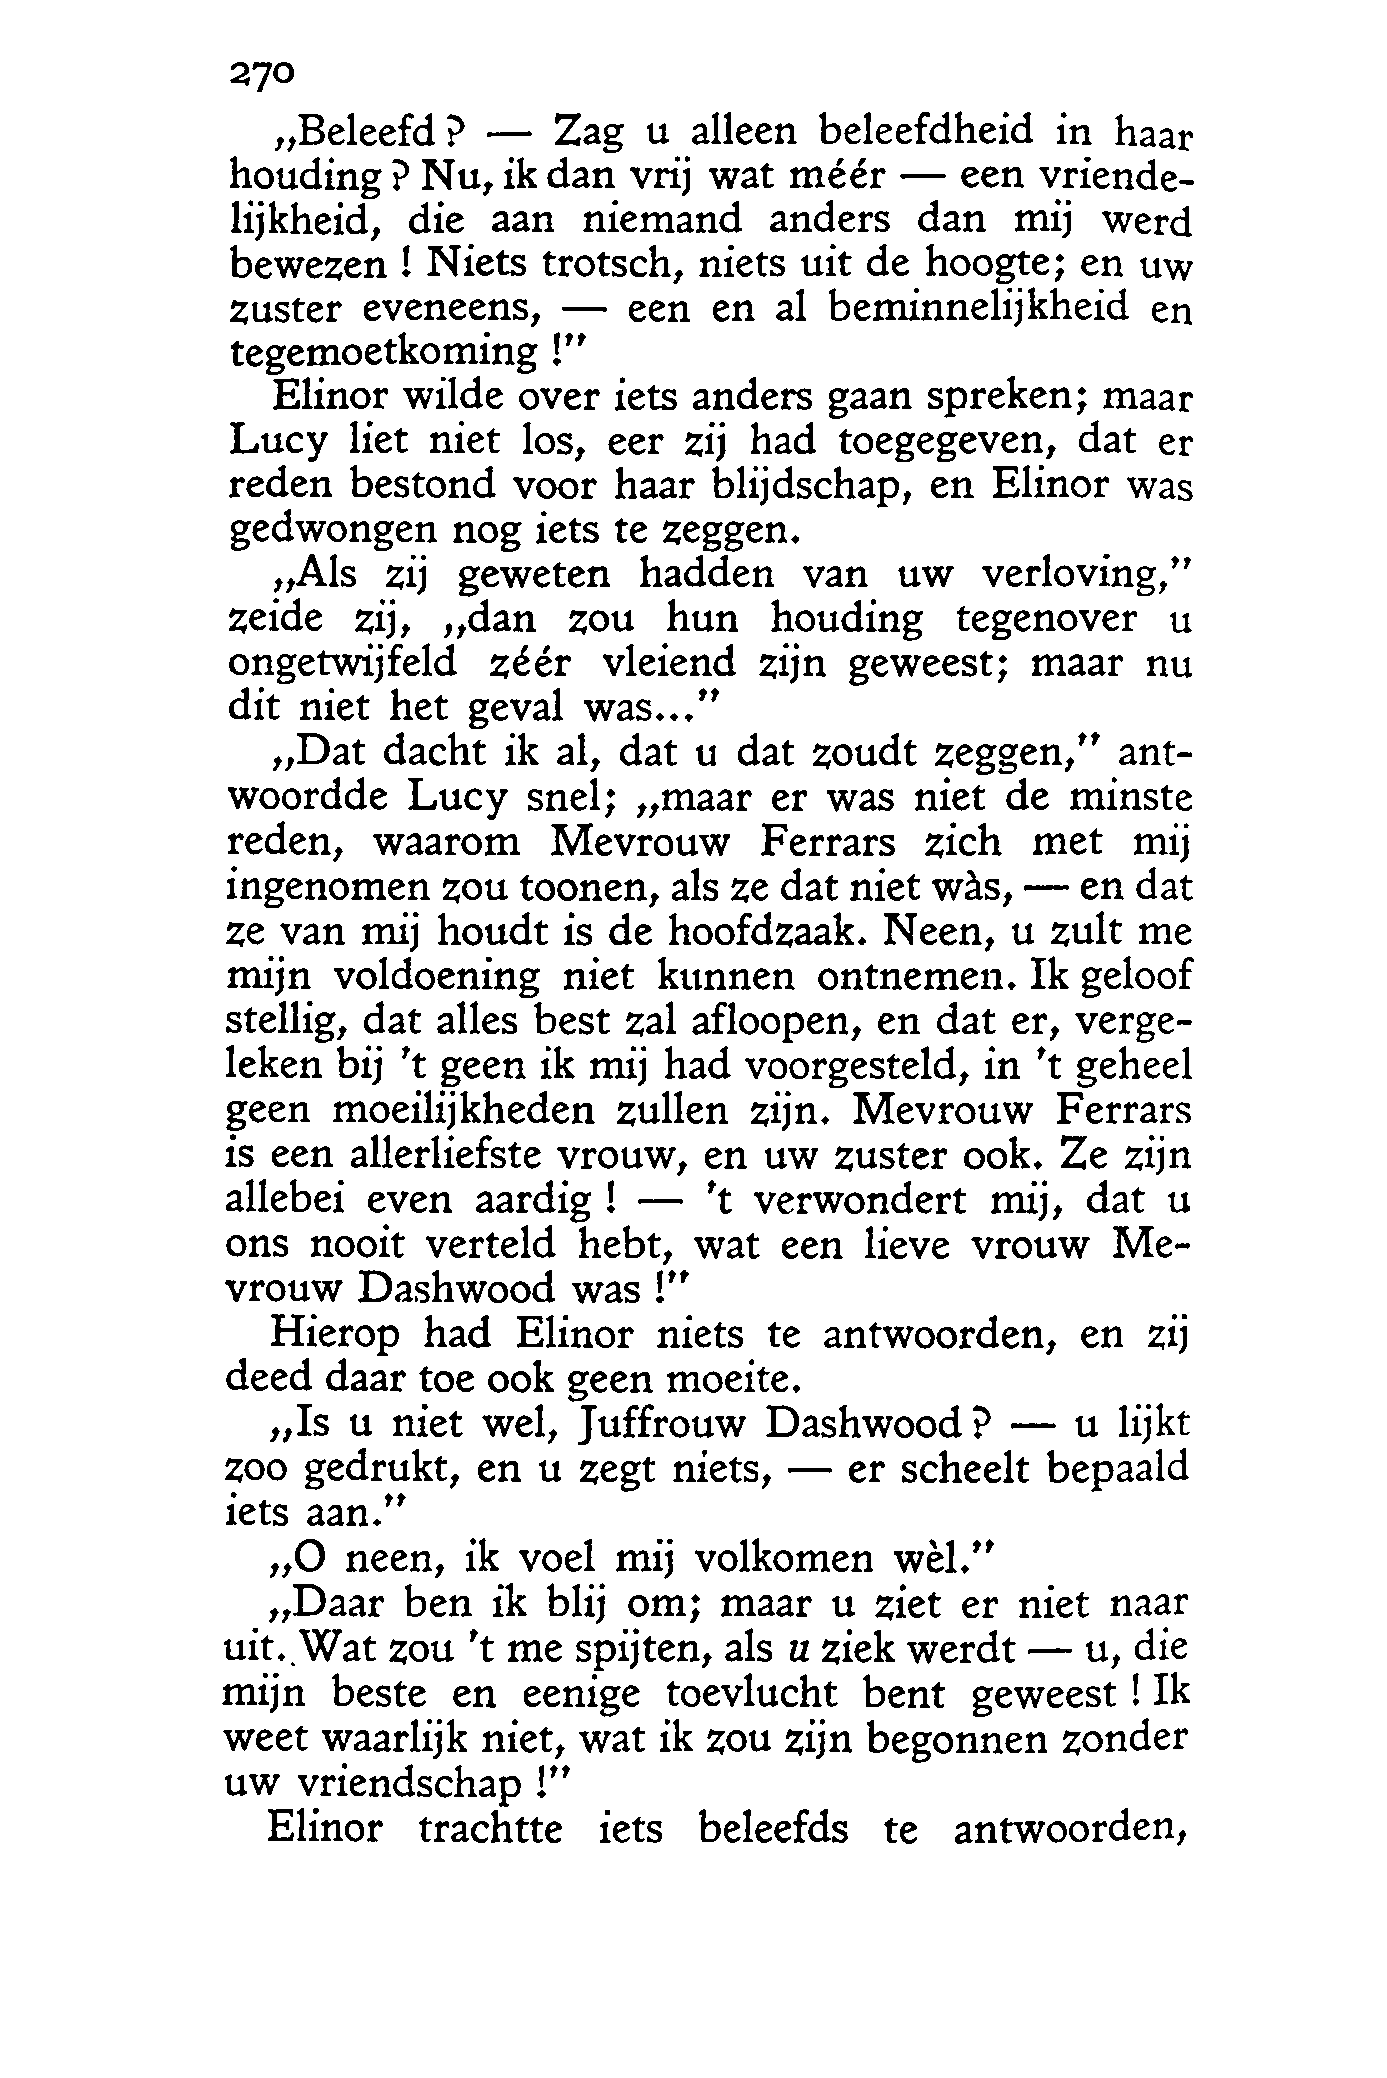 270
„Beleefd? — Zag u alleen beleefdheid in haar
houding? Nu, ik dan vrij wat méér — een vriende-
lijkheid, die aan niemand anders dan mij werd
bewezen! Niets trotsch, niets uit de hoogte; en uw
zuster eveneens, — een en al beminnelijkheid en
tegemoetkoming!”
Elinor wilde over iets anders gaan spreken; maar
Lucy liet niet los, eer zij had toegegeven, dat er
reden bestond voor haar blijdschap, en Elinor was
gedwongen nog iets te zeggen.
„Als zij geweten hadden van uw verloving,”
zeide zij, „dan zou hun houding tegenover u
ongetwijfeld zéér vleiend zijn geweest; maar nu
dit niet het geval was...”
„Dat dacht ik al, dat u dat zoudt zeggen,” ant-
woordde Lucy snel; „maar er was niet de minste
reden, waarom Mevrouw Ferrars zich met mij
ingenomen zou toonen, als ze dat niet wàs, — en dat
ze van mij houdt is de hoofdzaak. Neen, u zult me
mijn voldoening niet kunnen ontnemen. Ik geloof
stellig, dat alles best zal afloopen, en dat er, verge-
leken bij 't geen ik mij had voorgesteld, in 't geheel
geen moeilijkheden zullen zijn. Mevrouw Ferrars
is een allerliefste vrouw, en uw zuster ook. Ze zijn
allebei even aardig! — 't verwondert mij, dat u
ons nooit verteld hebt, wat een lieve vrouw Me-
vrouw Dashwood was!”
Hierop had Elinor niets te antwoorden, en zij
deed daar toe ook geen moeite.
„Is u niet wel, Juffrouw Dashwood? — u lijkt
zoo gedrukt, en u zegt niets, — er scheelt bepaald
iets aan.”
„O neen, ik voel mij volkomen wèl.”
„Daar ben ik blij om; maar u ziet er niet naar
uit. Wat zou 't me spijten, als u ziek werdt — u, die
mijn beste en eenige toevlucht bent geweest! Ik
weet waarlijk niet, wat ik zou zijn begonnen zonder
uw vriendschap!”
Elinor trachtte iets beleefds te antwoorden,